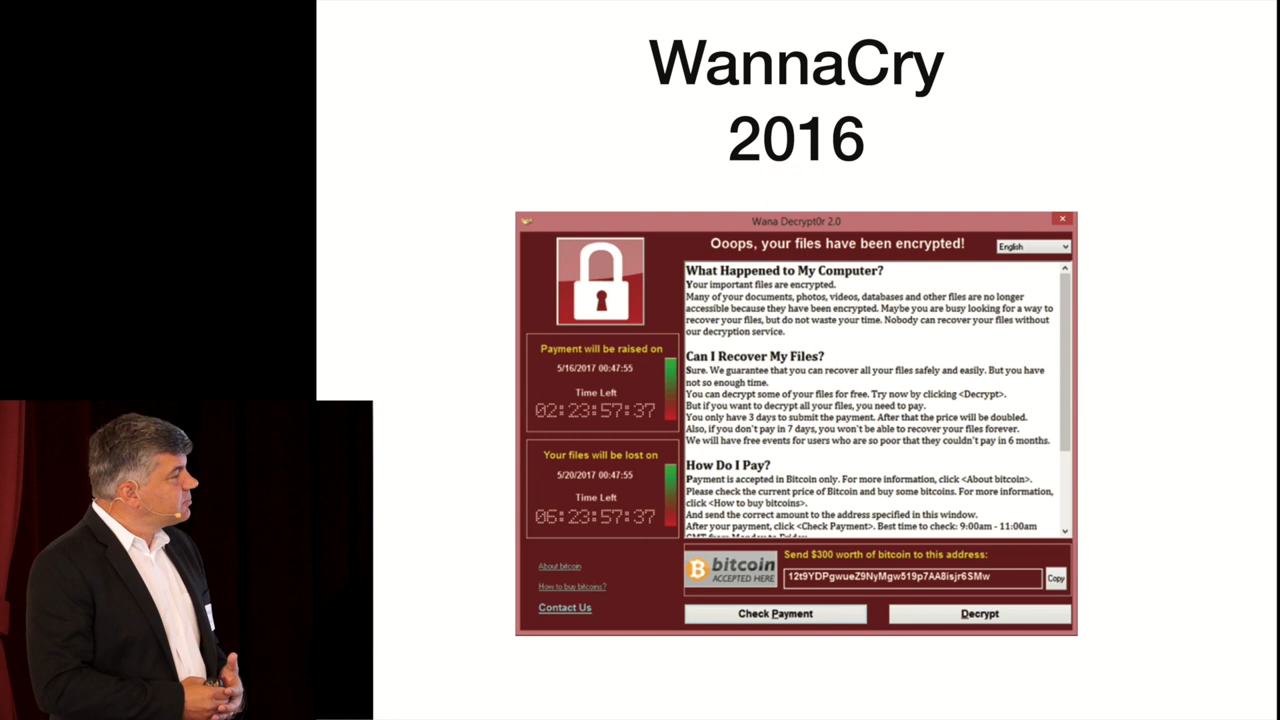 WannaCry
2016
Wana Decrypt0r 2.0
Ooops, your files have been encrypted!
English
What Happened to My Computer?
Your important files are encrypted.
Many of your documents, photos, videos, databases and other files are no longer
accessible because they have been encrypted. Maybe you are busy looking for a way to
recover your files, but do not waste your time. Nobody can recover your files without
our decryption service.
Can I Recover My Files?
Sure. We guarantee that you can recover all your files safely and easily. But you have
not so enough time.
You can decrypt some of your files for free. Try now by clicking <Decrypt>.
But if you want to decrypt all your files, you need to pay.
You only have 3 days to submit the payment. After that the price will be doubled.
Also, if you don't pay in 7 days, you won't be able to recover your files forever.
We will have free events for users who are so poor that they couldn't pay in 6 months.
How Do I Pay?
Payment is accepted in Bitcoin only. For more information, click <About bitcoin>.
Please check the current price of Bitcoin and buy some bitcoins. For more information,
click <How to buy bitcoins>.
And send the correct amount to the address specified in this window.
After your payment, click <Check Payment>. Best time to check: 9:00am - 11:00am
GMT from Monday to Friday.
Payment will be raised on
5/16/2017 00:47:55
Time Left
02:23:57:37
Your files will be lost on
5/20/2017 00:47:55
Time Left
06:23:57:37
About bitcoin
How to buy bitcoins?
Contact Us
bitcoin
ACCEPTED HERE
Send $300 worth of bitcoin to this address:
12t9YDPgwueZ9NyMgw519p7AA8isjr6SMw
Copy
Check Payment
Decrypt